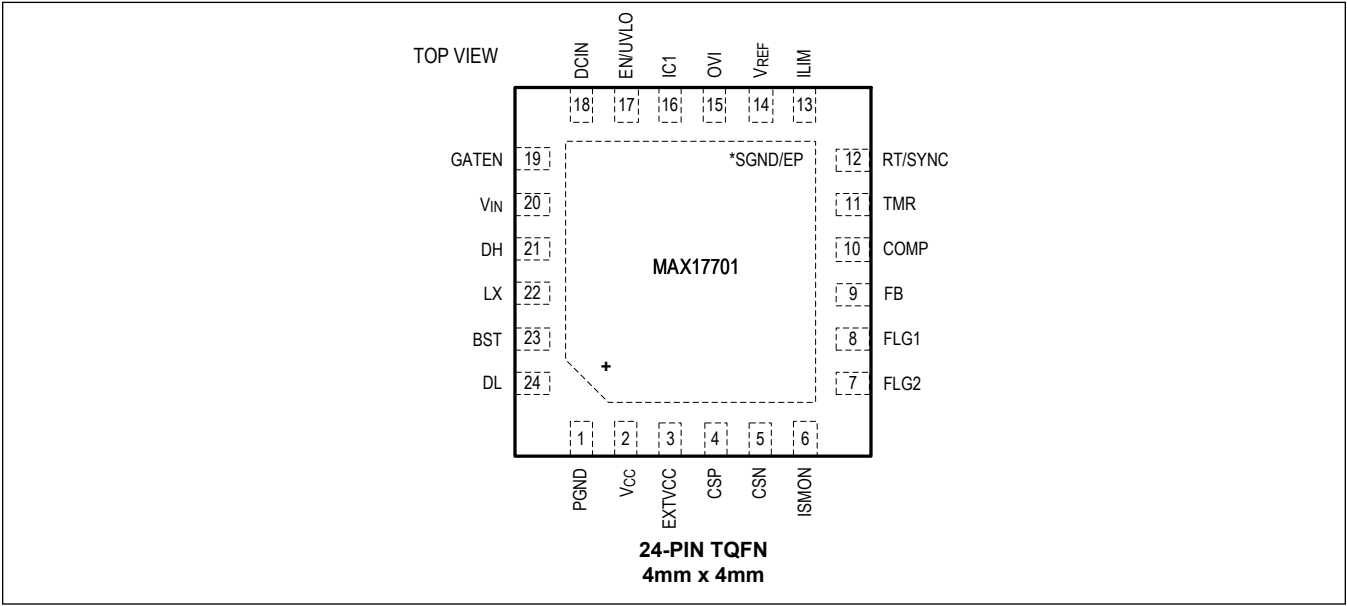 TOP VIEW
DCIN
EN/UVLO
IC1
OVI
VREF
ILIM
18
17
16
15
14
13
GATEN 19
VIN 20
DH 21
LX 22
BST 23
DL 24
*SGND/EP
MAX17701
+
12 RT/SYNC
11 TMR
10 COMP
9 FB
8 FLG1
7 FLG2
1
2
3
4
5
6
PGND
VCC
EXTVCC
CSP
CSN
ISMON
24-PIN TQFN
4mm x 4mm